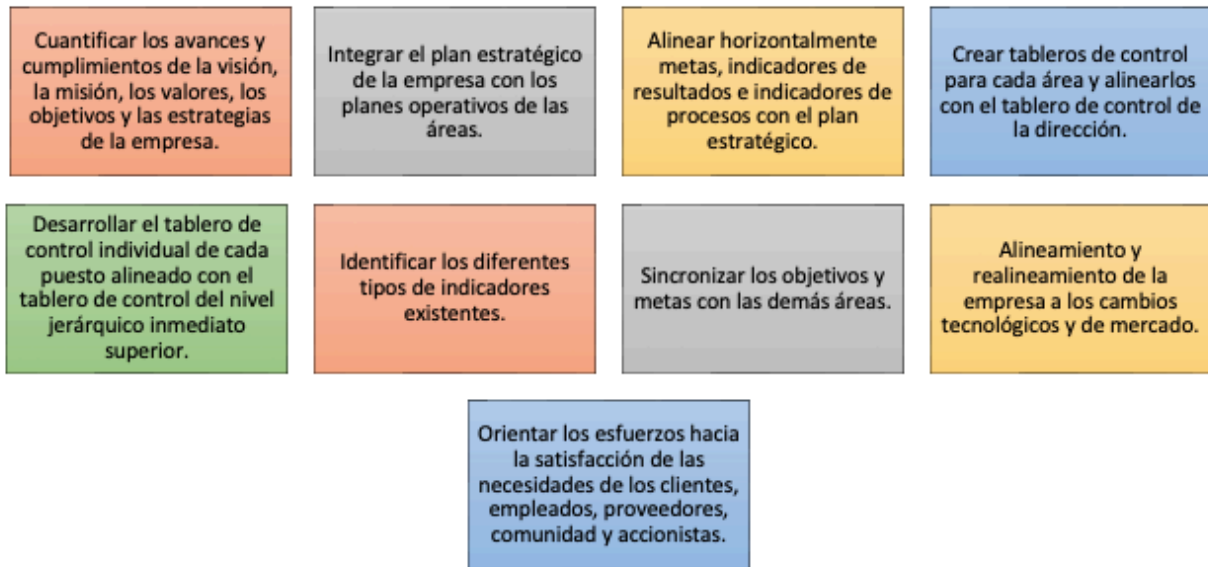 Cuantificar los avances y
cumplimientos de la visión,
la misión, los valores, los
objetivos y las estrategias
de la empresa.
Integrar el plan estratégico
de la empresa con los
planes operativos de las
áreas.
Alinear horizontalmente
metas, indicadores de
resultados e indicadores de
procesos con el plan
estratégico.
Crear tableros de control
para cada área y alinearlos
con el tablero de control de
la dirección.
Desarrollar el tablero de
control individual de cada
puesto alineado con el
tablero de control del nivel
jerárquico inmediato
superior.
Identificar los diferentes
tipos de indicadores
existentes.
Sincronizar los objetivos y
metas con las demás áreas.
Alineamiento y
realineamiento de la
empresa a los cambios
tecnológicos y de mercado.
Orientar los esfuerzos hacia
la satisfacción de las
necesidades de los clientes,
empleados, proveedores,
comunidad y accionistas.